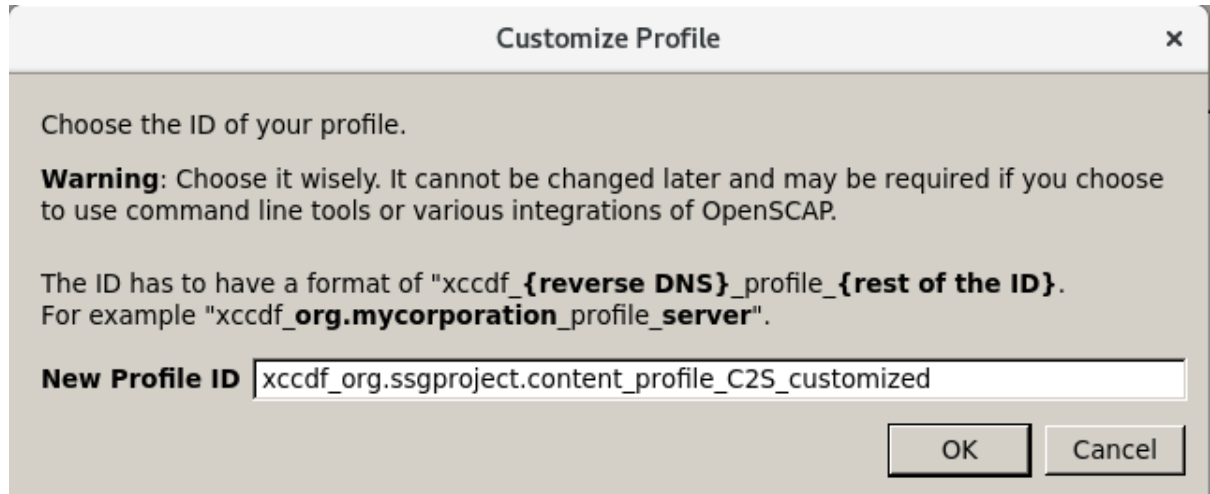 Customize Profile ×
Choose the ID of your profile.
Warning: Choose it wisely. It cannot be changed later and may be required if you choose
to use command line tools or various integrations of OpenSCAP.
The ID has to have a format of "xccdf_{reverse DNS}_profile_{rest of the ID}.
For example "xccdf_org.mycorporation_profile_server".
New Profile ID xccdf_org.ssgproject.content_profile_C2S_customized
OK Cancel